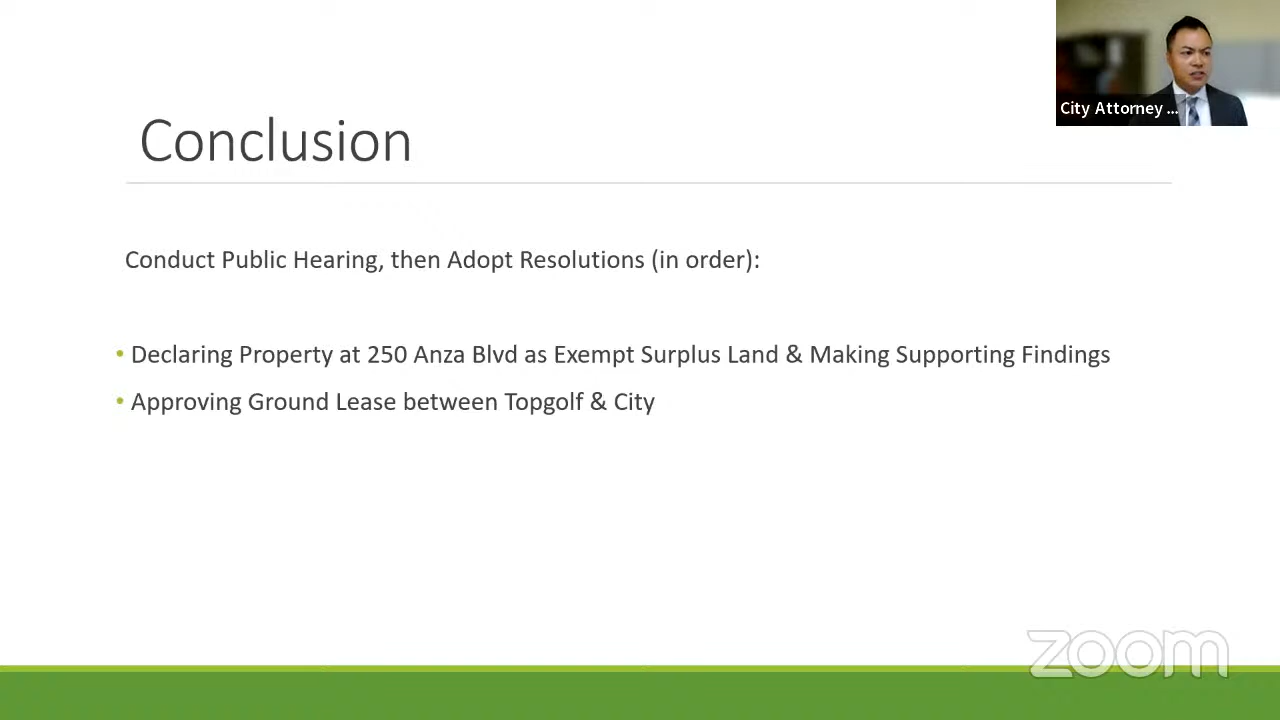 City Attorney ...
Conclusion
Conduct Public Hearing, then Adopt Resolutions (in order):
• Declaring Property at 250 Anza Blvd as Exempt Surplus Land & Making Supporting Findings
• Approving Ground Lease between Topgolf & City
zoom